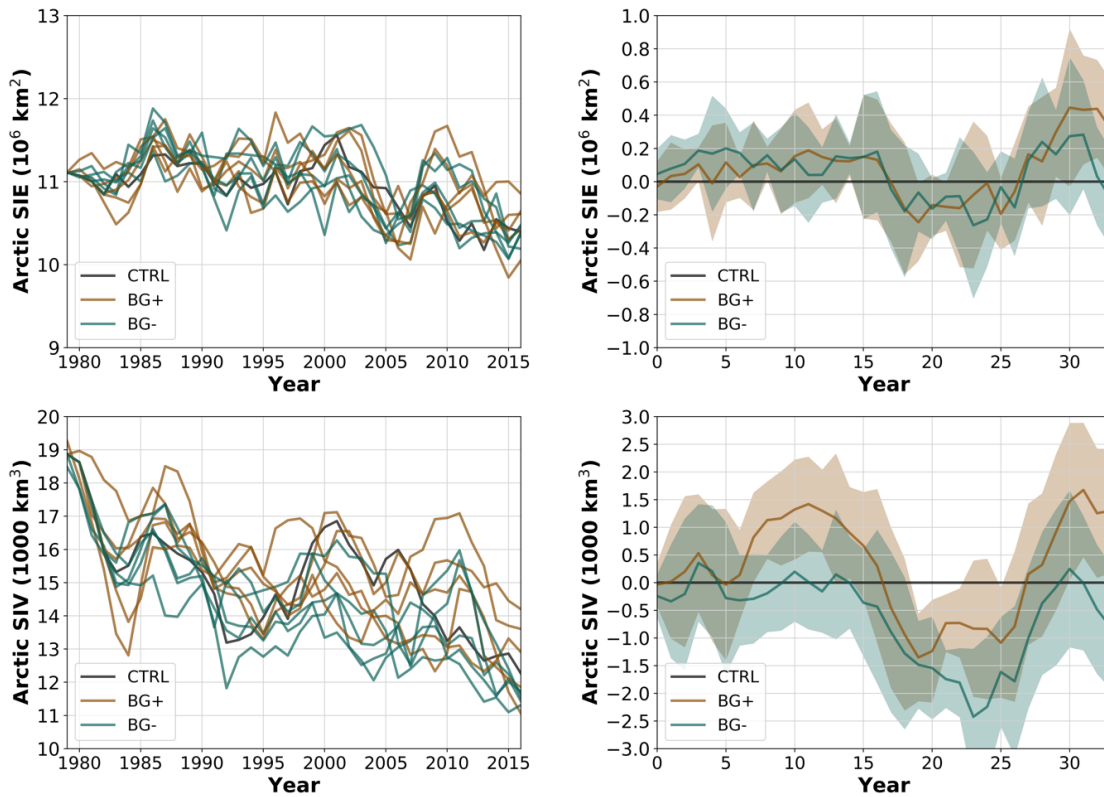 Arctic SIE (10⁶ km²)
13
12
11
10
9
1980 1985 1990 1995 2000 2005 2010 2015
Year
CTRL
BG+
BG-
Arctic SIE (10⁶ km²)
1.0
0.8
0.6
0.4
0.2
0.0
−0.2
−0.4
−0.6
−0.8
−1.0
0 5 10 15 20 25 30
Year
CTRL
BG+
BG-
Arctic SIV (1000 km³)
20
19
18
17
16
15
14
13
12
11
10
1980 1985 1990 1995 2000 2005 2010 2015
Year
CTRL
BG+
BG-
Arctic SIV (1000 km³)
3.0
2.5
2.0
1.5
1.0
0.5
0.0
−0.5
−1.0
−1.5
−2.0
−2.5
−3.0
0 5 10 15 20 25 30
Year
CTRL
BG+
BG-